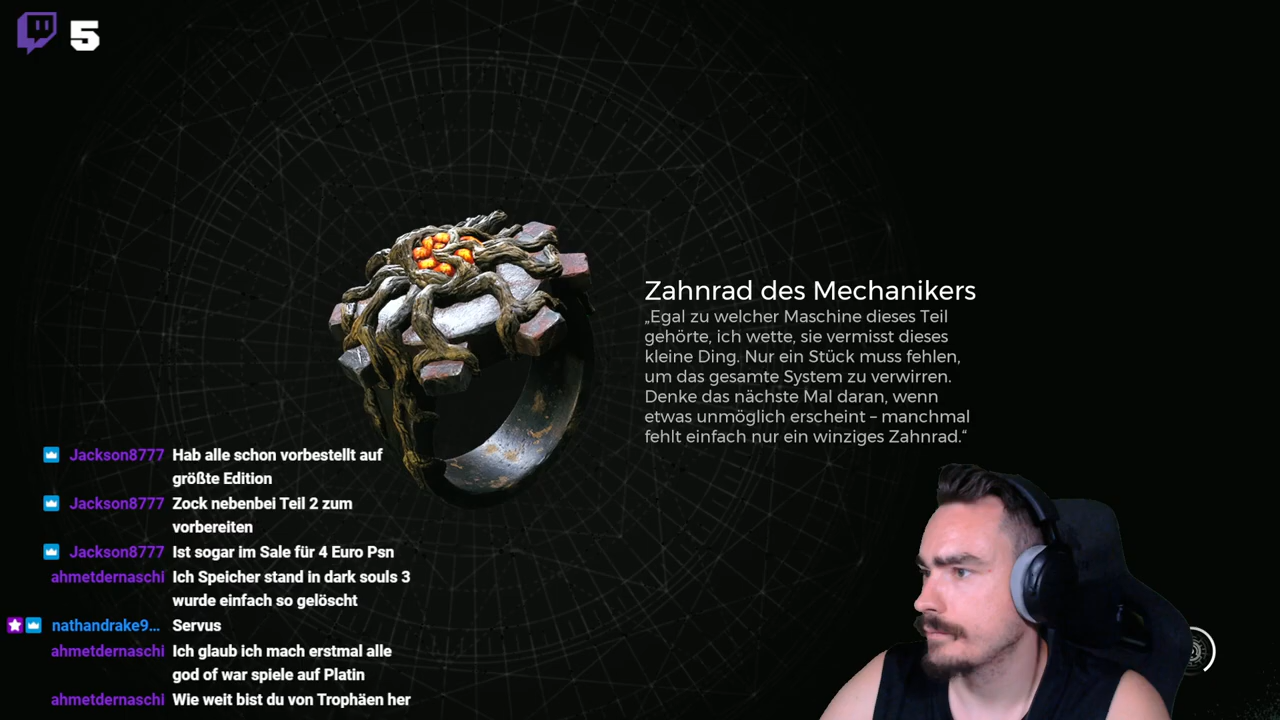 5
Zahnrad des Mechanikers
„Egal zu welcher Maschine dieses Teil
gehörte, ich wette, sie vermisst dieses
kleine Ding. Nur ein Stück muss fehlen,
um das gesamte System zu verwirren.
Denke das nächste Mal daran, wenn
etwas unmöglich erscheint – manchmal
fehlt einfach nur ein winziges Zahnrad.“
Jackson8777 Hab alle schon vorbestellt auf
größte Edition
Jackson8777 Zock nebenbei Teil 2 zum
vorbereiten
Jackson8777 Ist sogar im Sale für 4 Euro Psn
ahmetdernaschi Ich Speicher stand in dark souls 3
wurde einfach so gelöscht
nathandrake9... Servus
ahmetdernaschi Ich glaub ich mach erstmal alle
god of war spiele auf Platin
ahmetdernaschi Wie weit bist du von Trophäen her